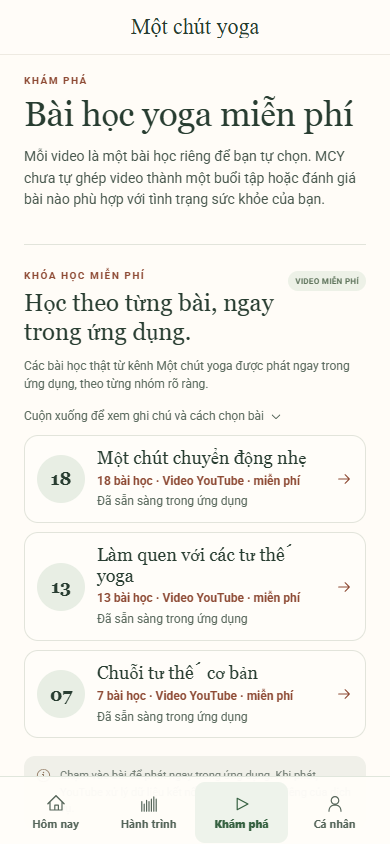 Một chút yoga
KHÁM PHÁ
Bài học yoga miễn phí
Mỗi video là một bài học riêng để bạn tự chọn. MCY
chưa tự ghép video thành một buổi tập hoặc đánh giá
bài nào phù hợp với tình trạng sức khỏe của bạn.
KHÓA HỌC MIỄN PHÍ
VIDEO MIỄN PHÍ
Học theo từng bài, ngay
trong ứng dụng.
Các bài học thật từ kênh Một chút yoga được phát ngay trong
ứng dụng, theo từng nhóm rõ ràng.
Cuộn xuống để xem ghi chú và cách chọn bài
18
Một chút chuyển động nhẹ
18 bài học · Video YouTube · miễn phí
Đã sẵn sàng trong ứng dụng
13
Làm quen với các tư thế
yoga
13 bài học · Video YouTube · miễn phí
Đã sẵn sàng trong ứng dụng
07
Chuỗi tư thế cơ bản
7 bài học · Video YouTube · miễn phí
Đã sẵn sàng trong ứng dụng
Chạm vào bài để phát ngay trong ứng dụng. Khi phát
Hôm nay
Hành trình
Khám phá
Cá nhân